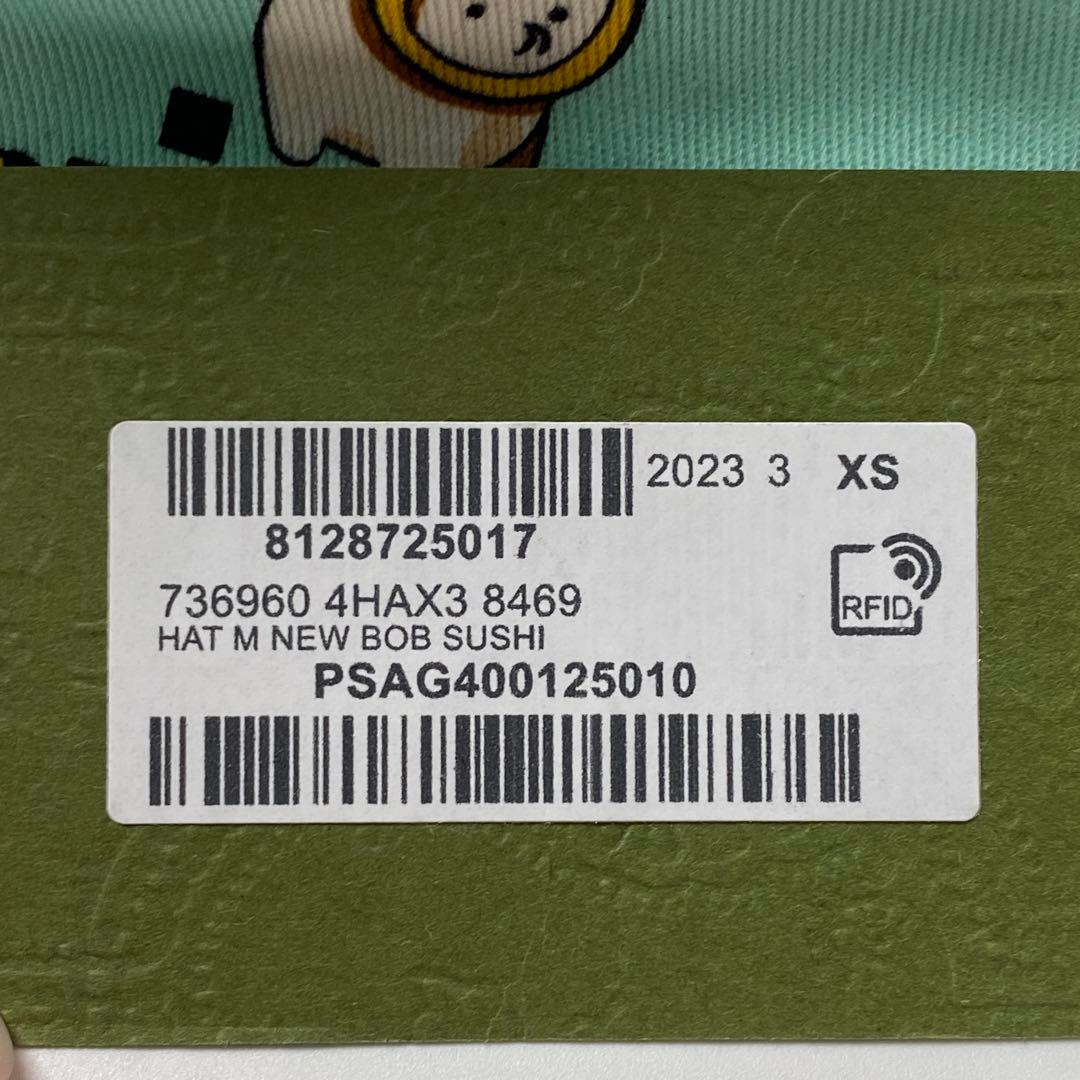 2023 3 XS
8128725017
736960 4HAX3 8469
RFID
HAT M NEW BOB SUSHI
PSAG400125010